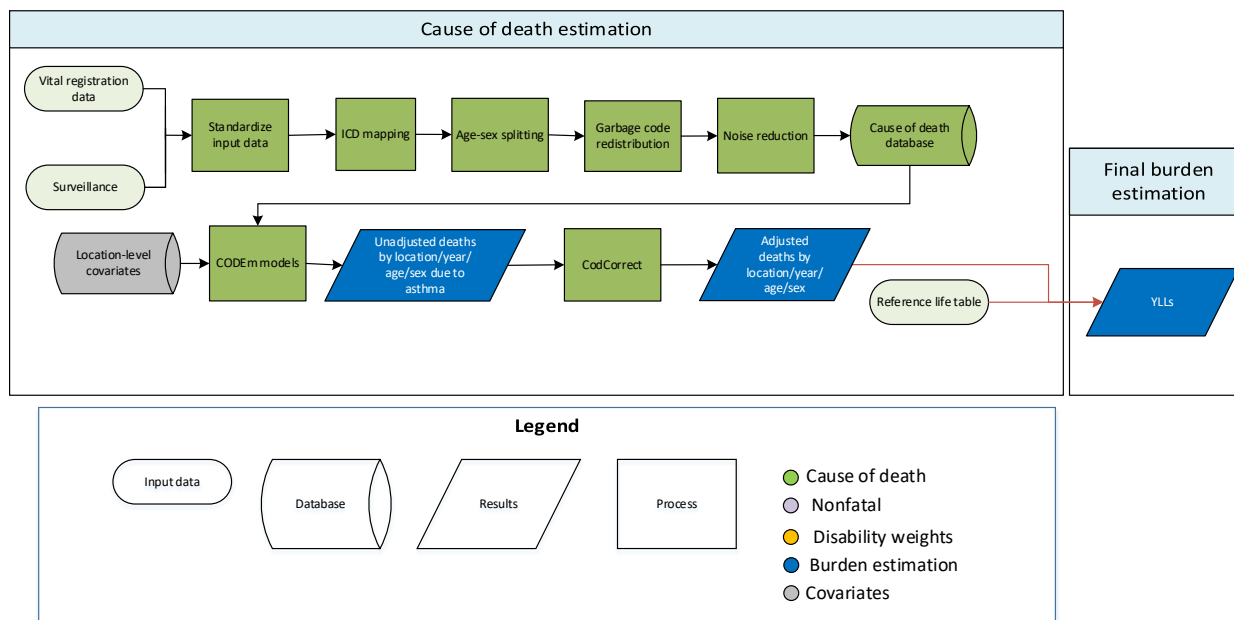 Cause of death estimation
Vital registration
data
Surveillance
Standardize
input data
ICD mapping
Age-sex splitting
Garbage code
redistribution
Noise reduction
Cause of death
database
Location-level
covariates
CODEm models
Unadjusted deaths
by location/year/
age/sex due to
asthma
CodCorrect
Adjusted
deaths by
location/year/
age/sex
Reference life table
Final burden
estimation
YLLs
Legend
Input data
Database
Results
Process
Cause of death
Nonfatal
Disability weights
Burden estimation
Covariates